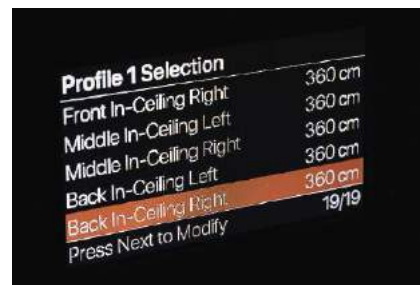 Profile 1 Selection
Front In-Ceiling Right 360 cm
Middle In-Ceiling Left 360 cm
Middle In-Ceiling Right 360 cm
Back In-Ceiling Left 360 cm
Back In-Ceiling Right 360 cm
Press Next to Modify 19/19